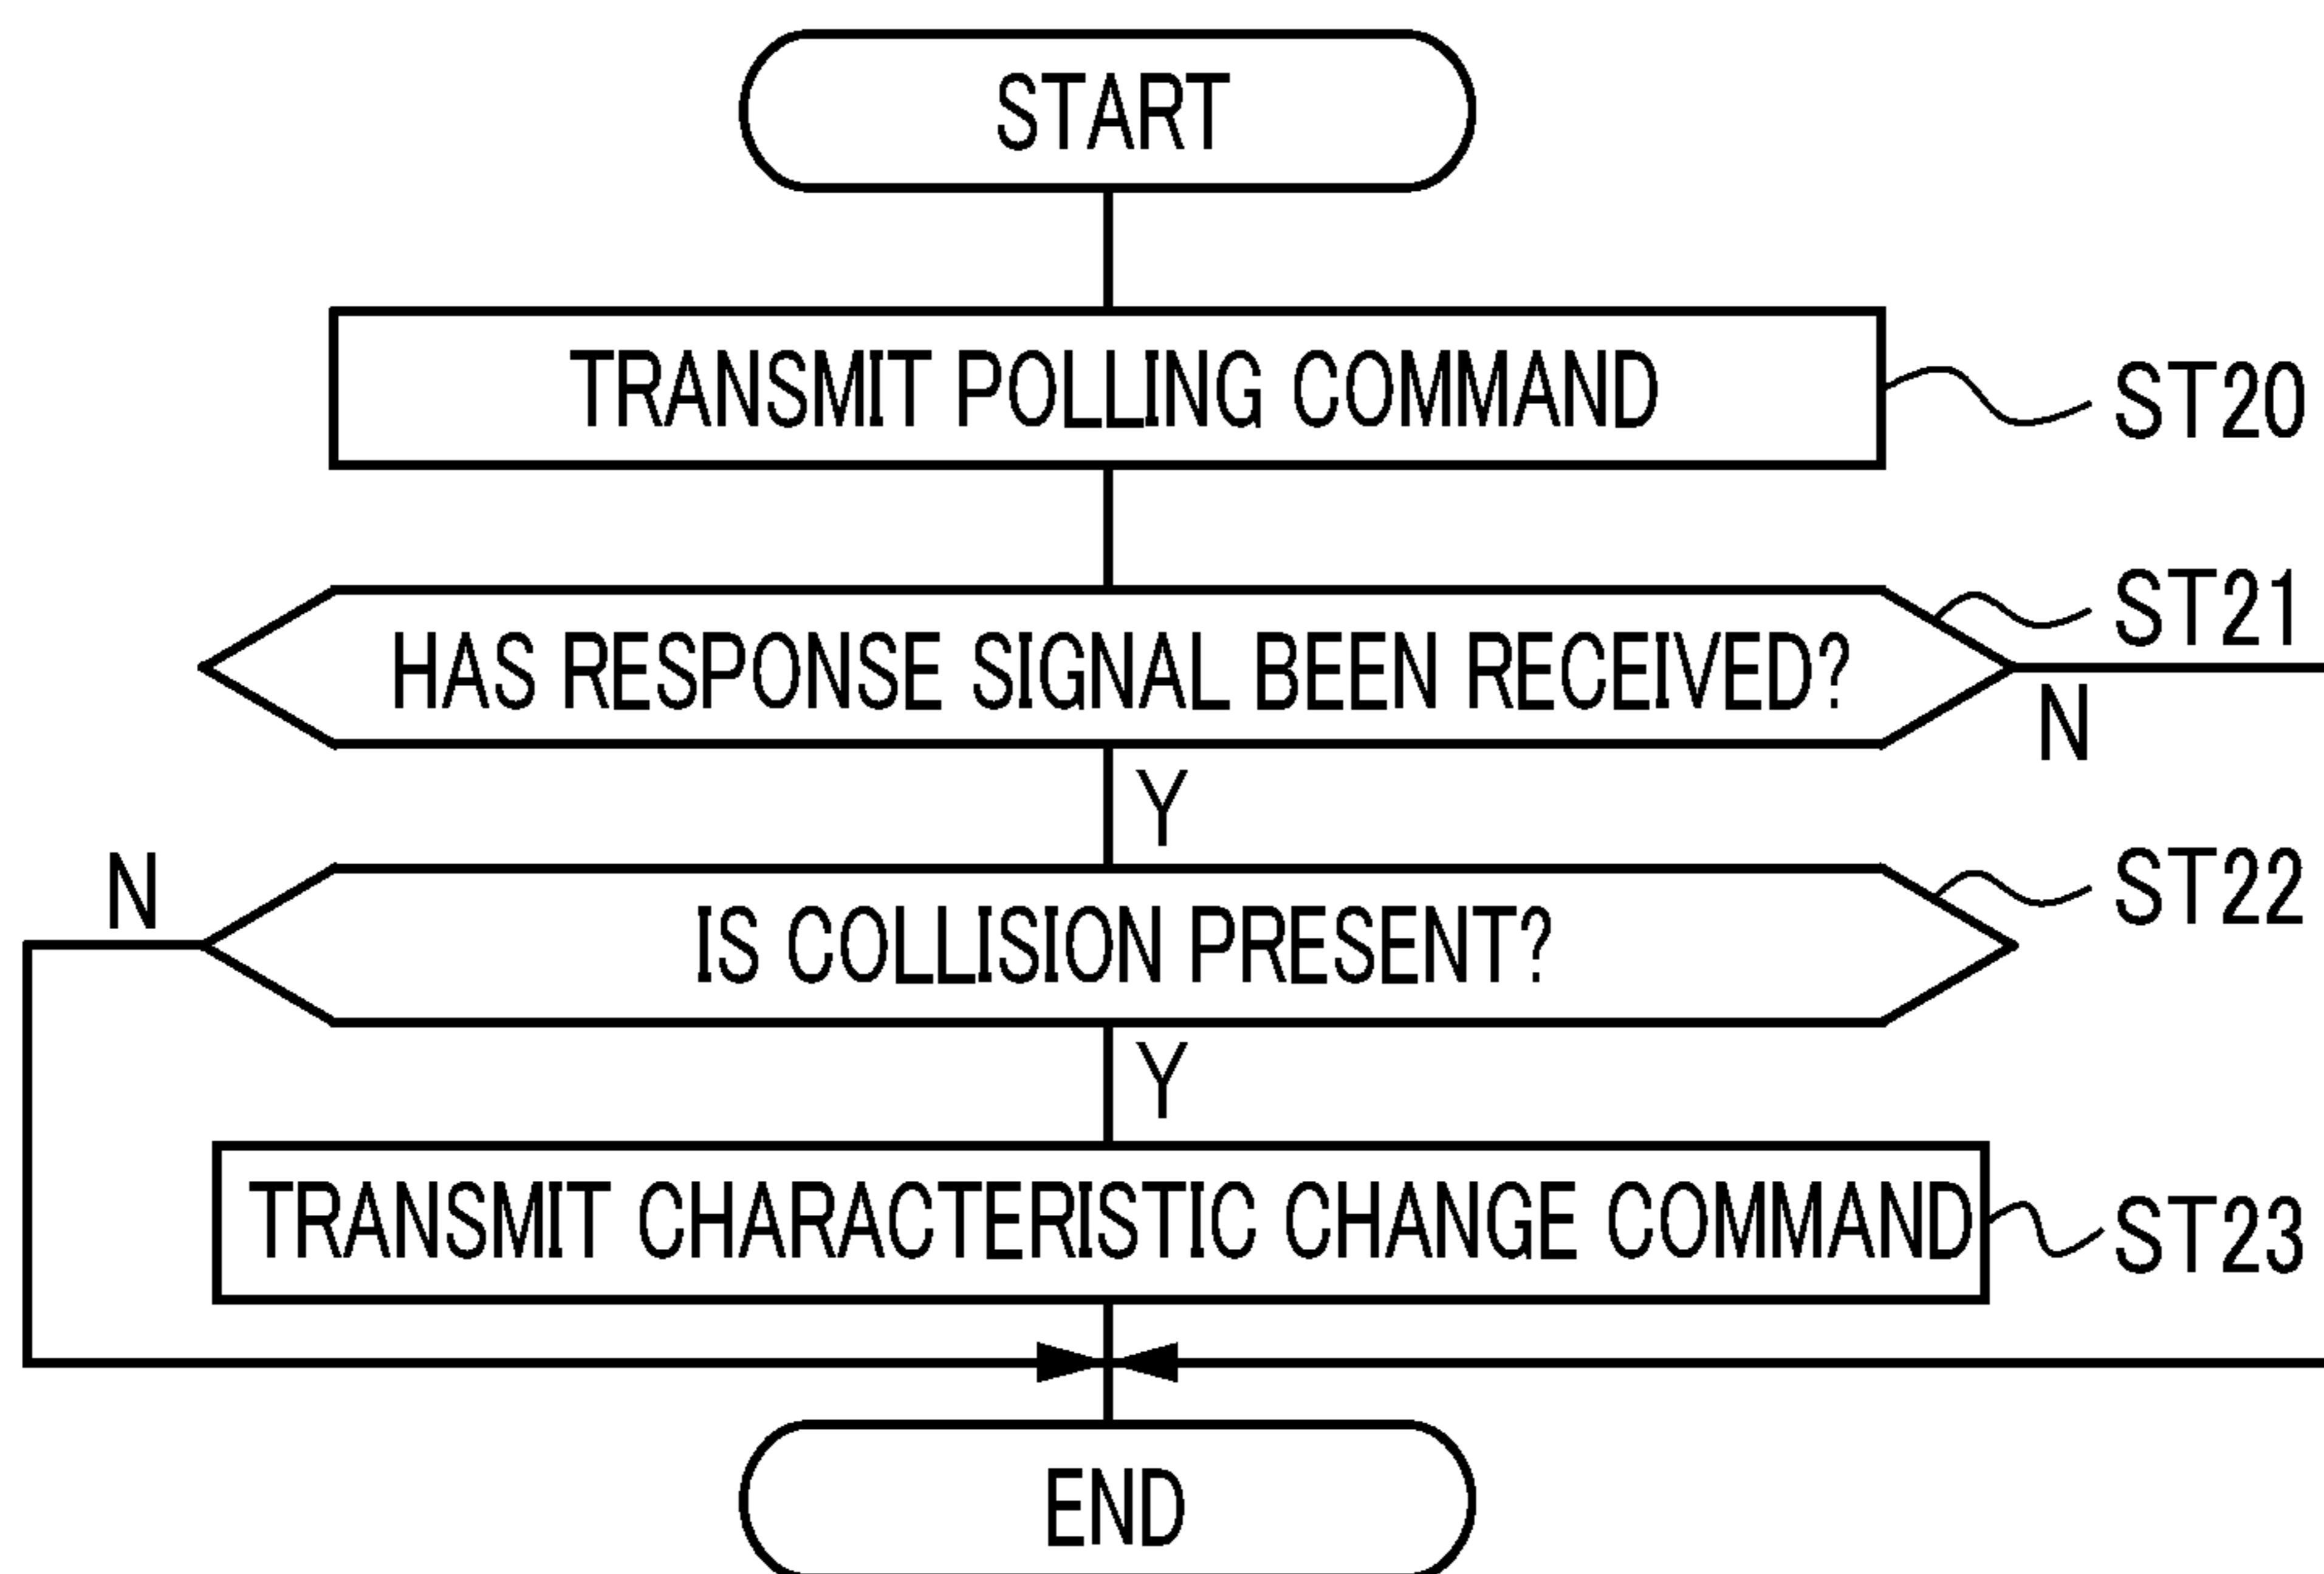 START
TRANSMIT POLLING COMMAND
ST20
HAS RESPONSE SIGNAL BEEN RECEIVED?
ST21
N
Y
N
IS COLLISION PRESENT?
ST22
Y
TRANSMIT CHARACTERISTIC CHANGE COMMAND
ST23
END